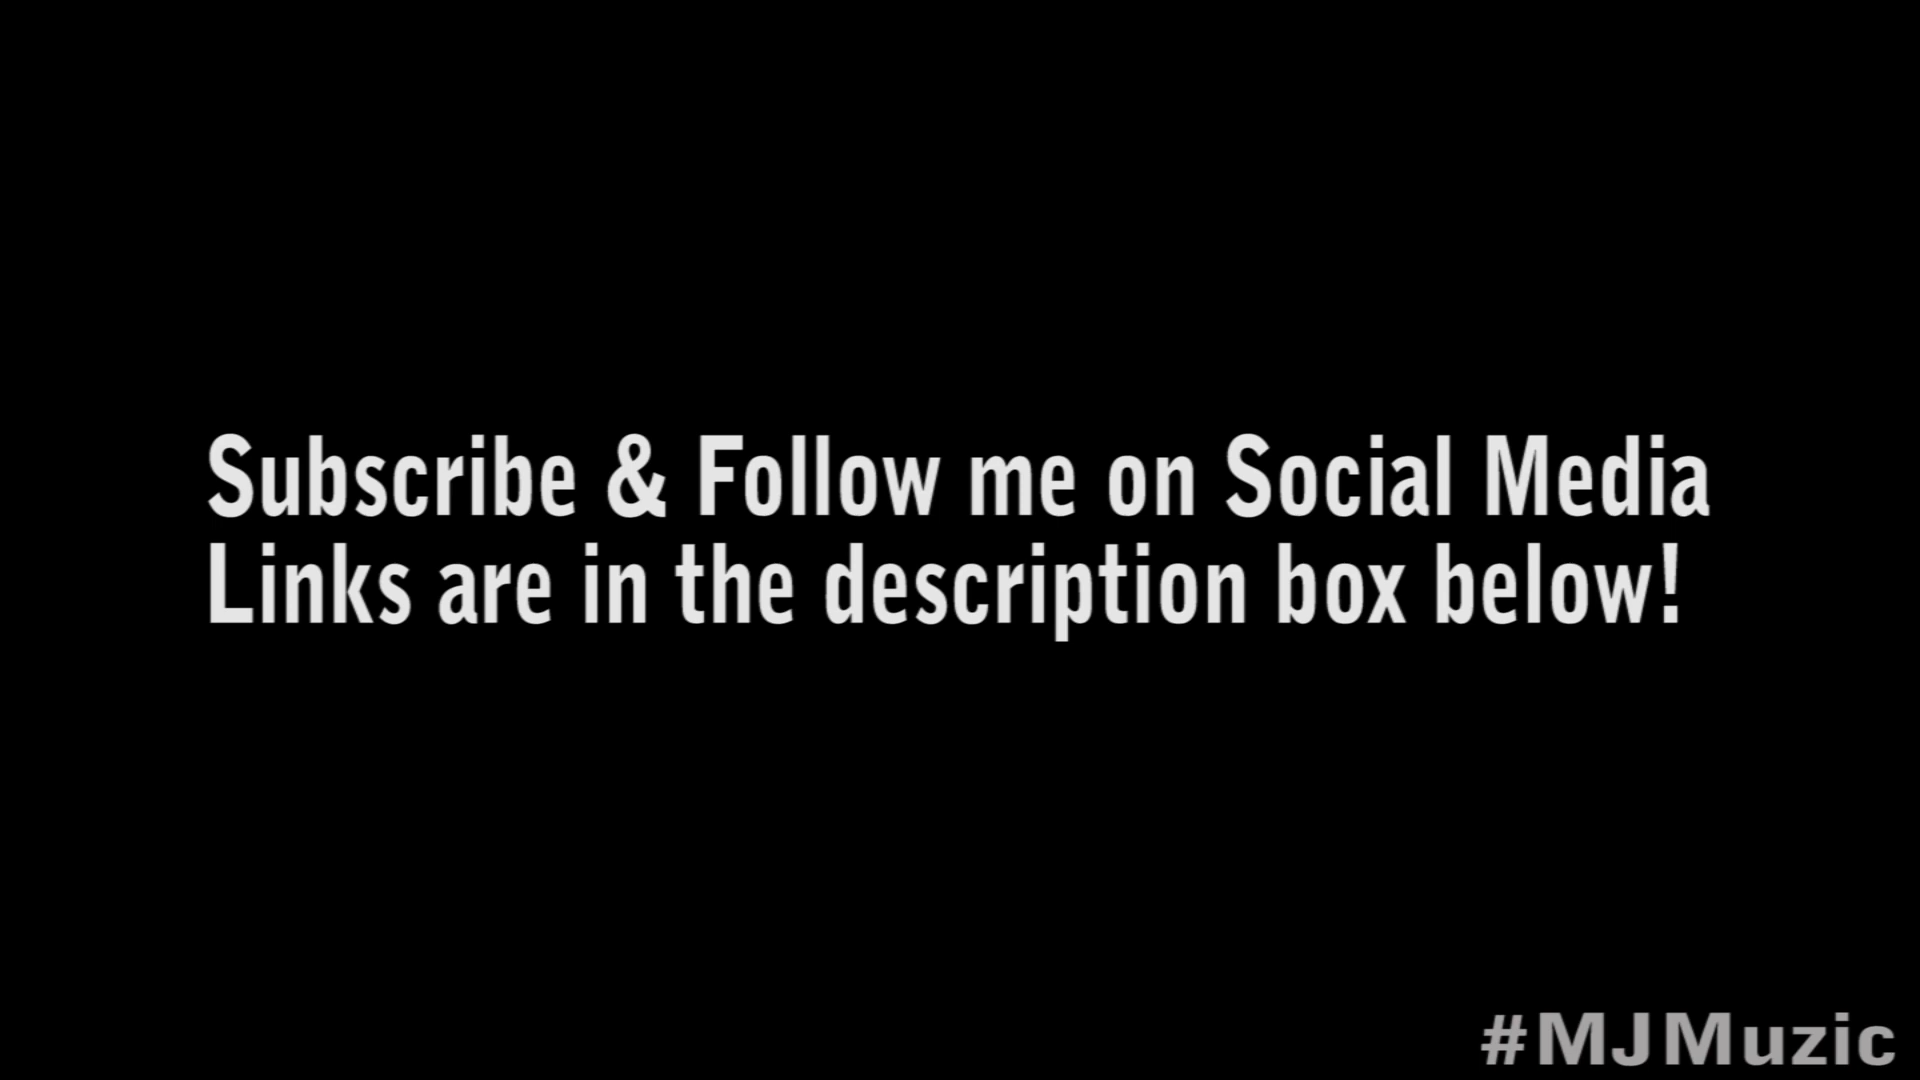 Subscribe & Follow me on Social Media
Links are in the description box below!
#MJMuzic